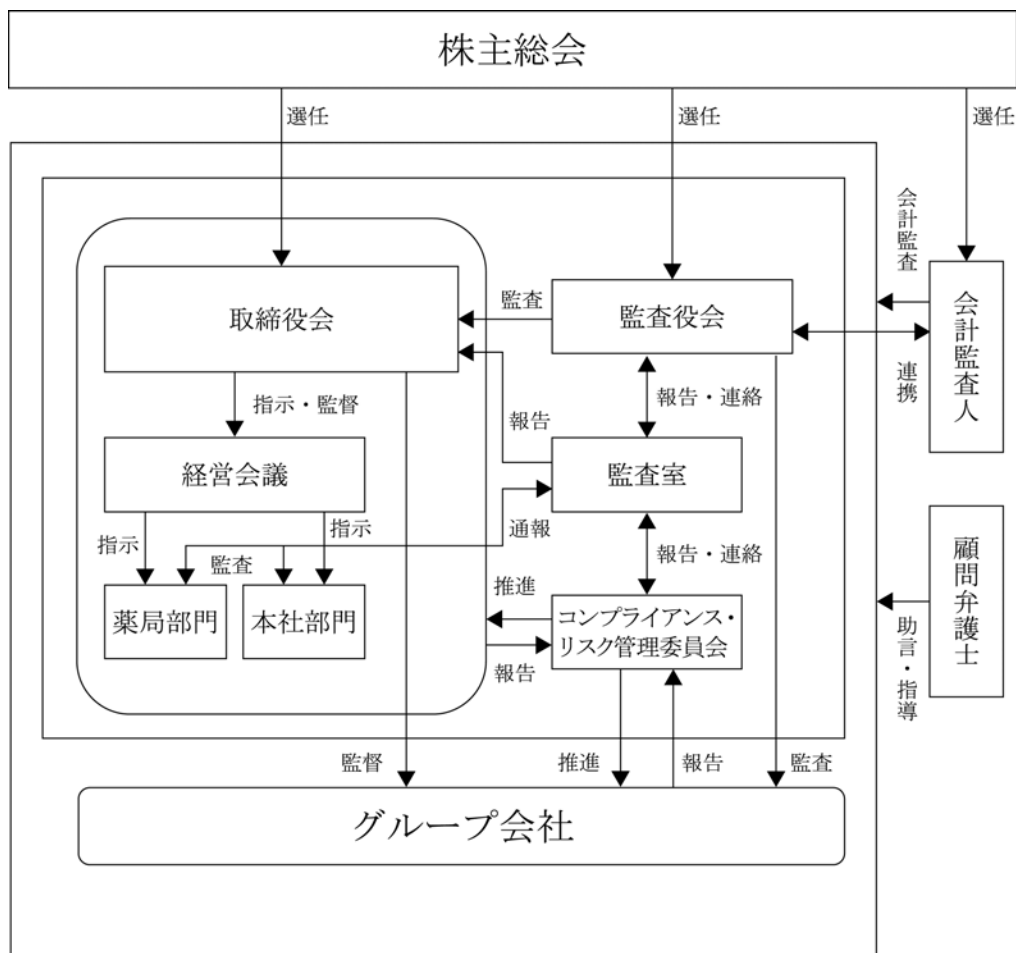 株主総会
選任
選任
選任
会計監査
取締役会
監査
監査役会
会計監査人
連携
指示・監督
報告
報告・連絡
経営会議
監査室
指示
指示
通報
監査
報告・連絡
顧問弁護士
薬局部門
本社部門
推進
コンプライアンス・
リスク管理委員会
報告
助言・指導
監督
推進
報告
監査
グループ会社